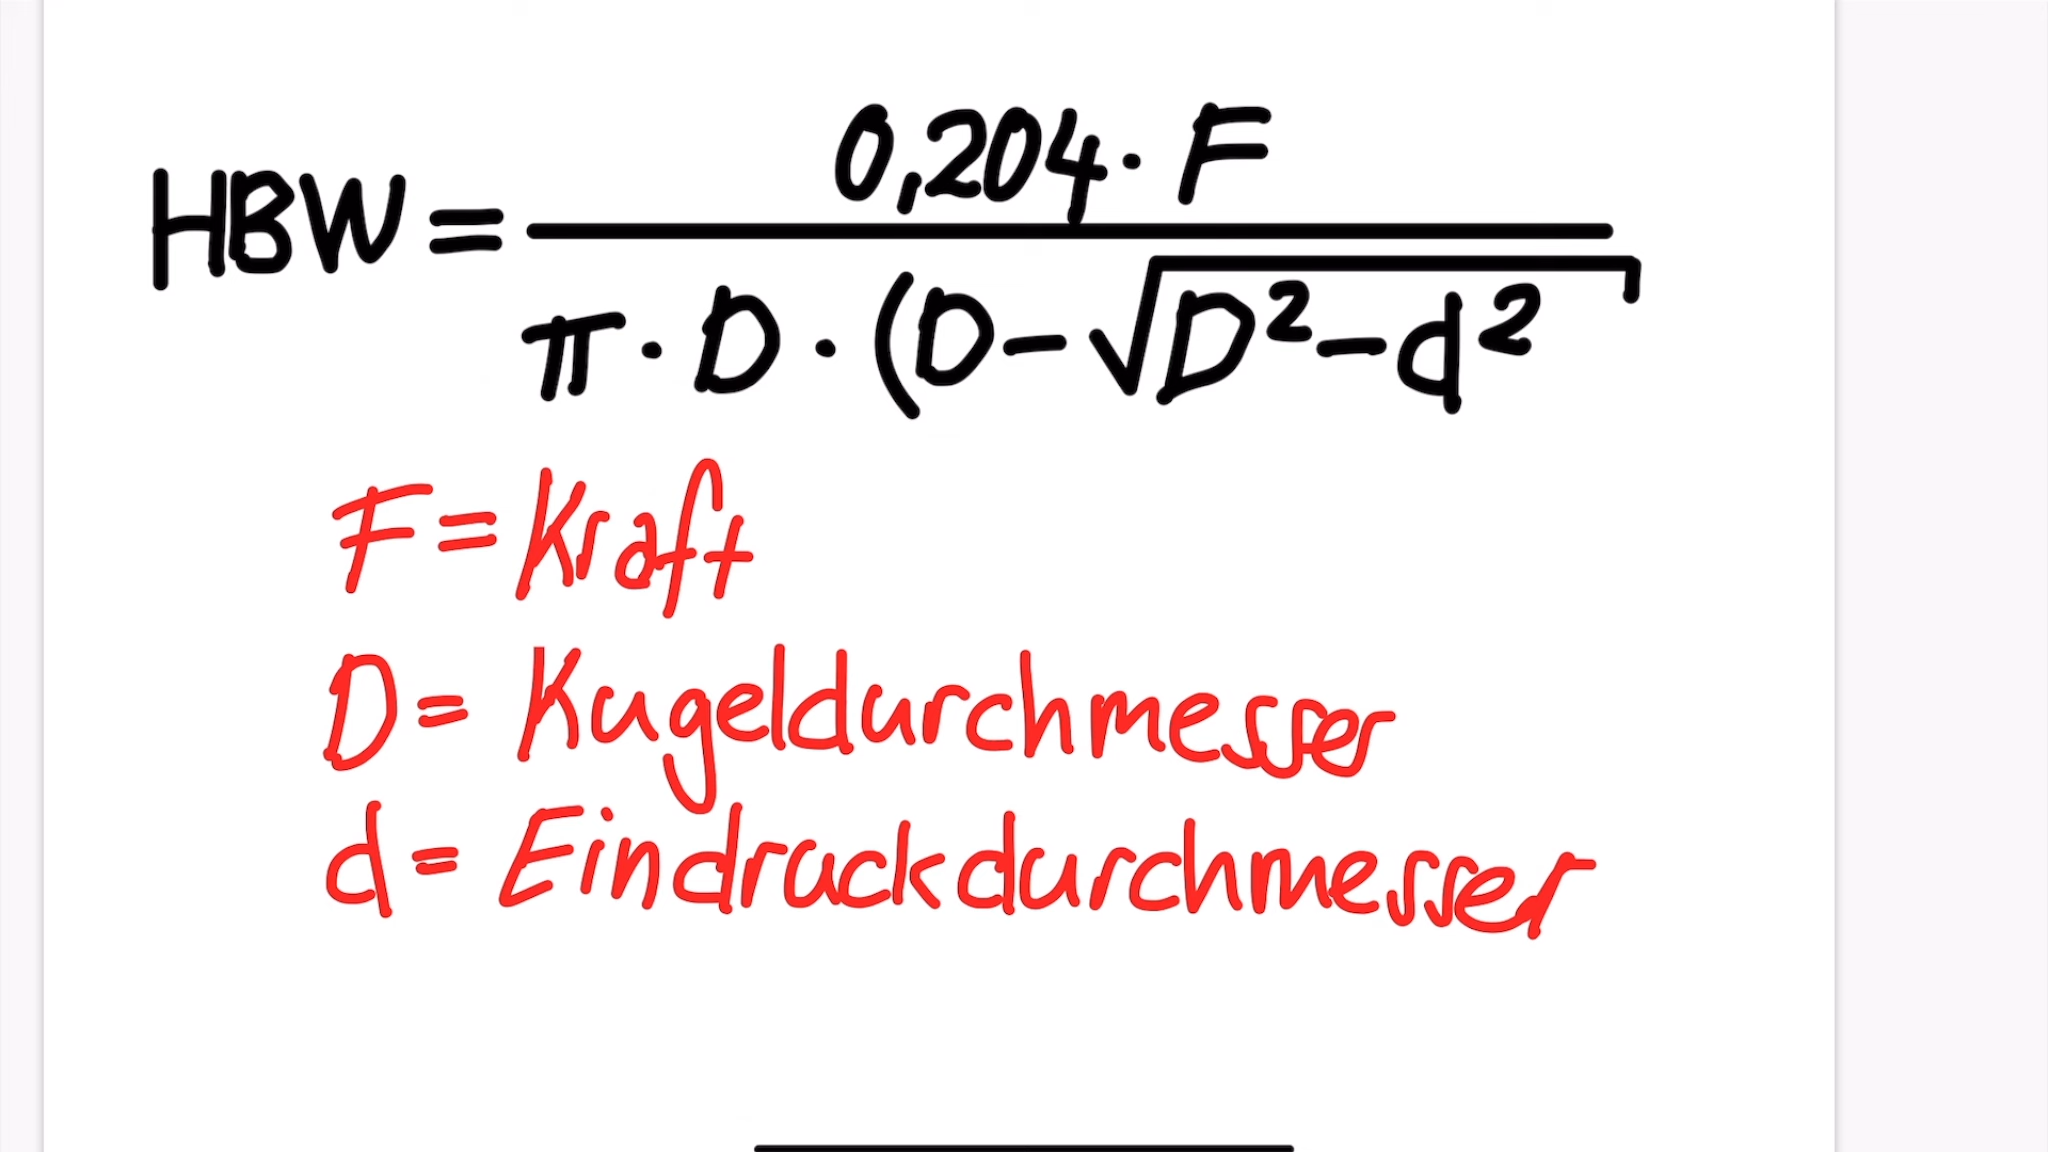 HBW = 0,204 · F / π · D · (D - √D² - d²
F = Kraft
D = Kugeldurchmesser
d = Eindruckdurchmesser